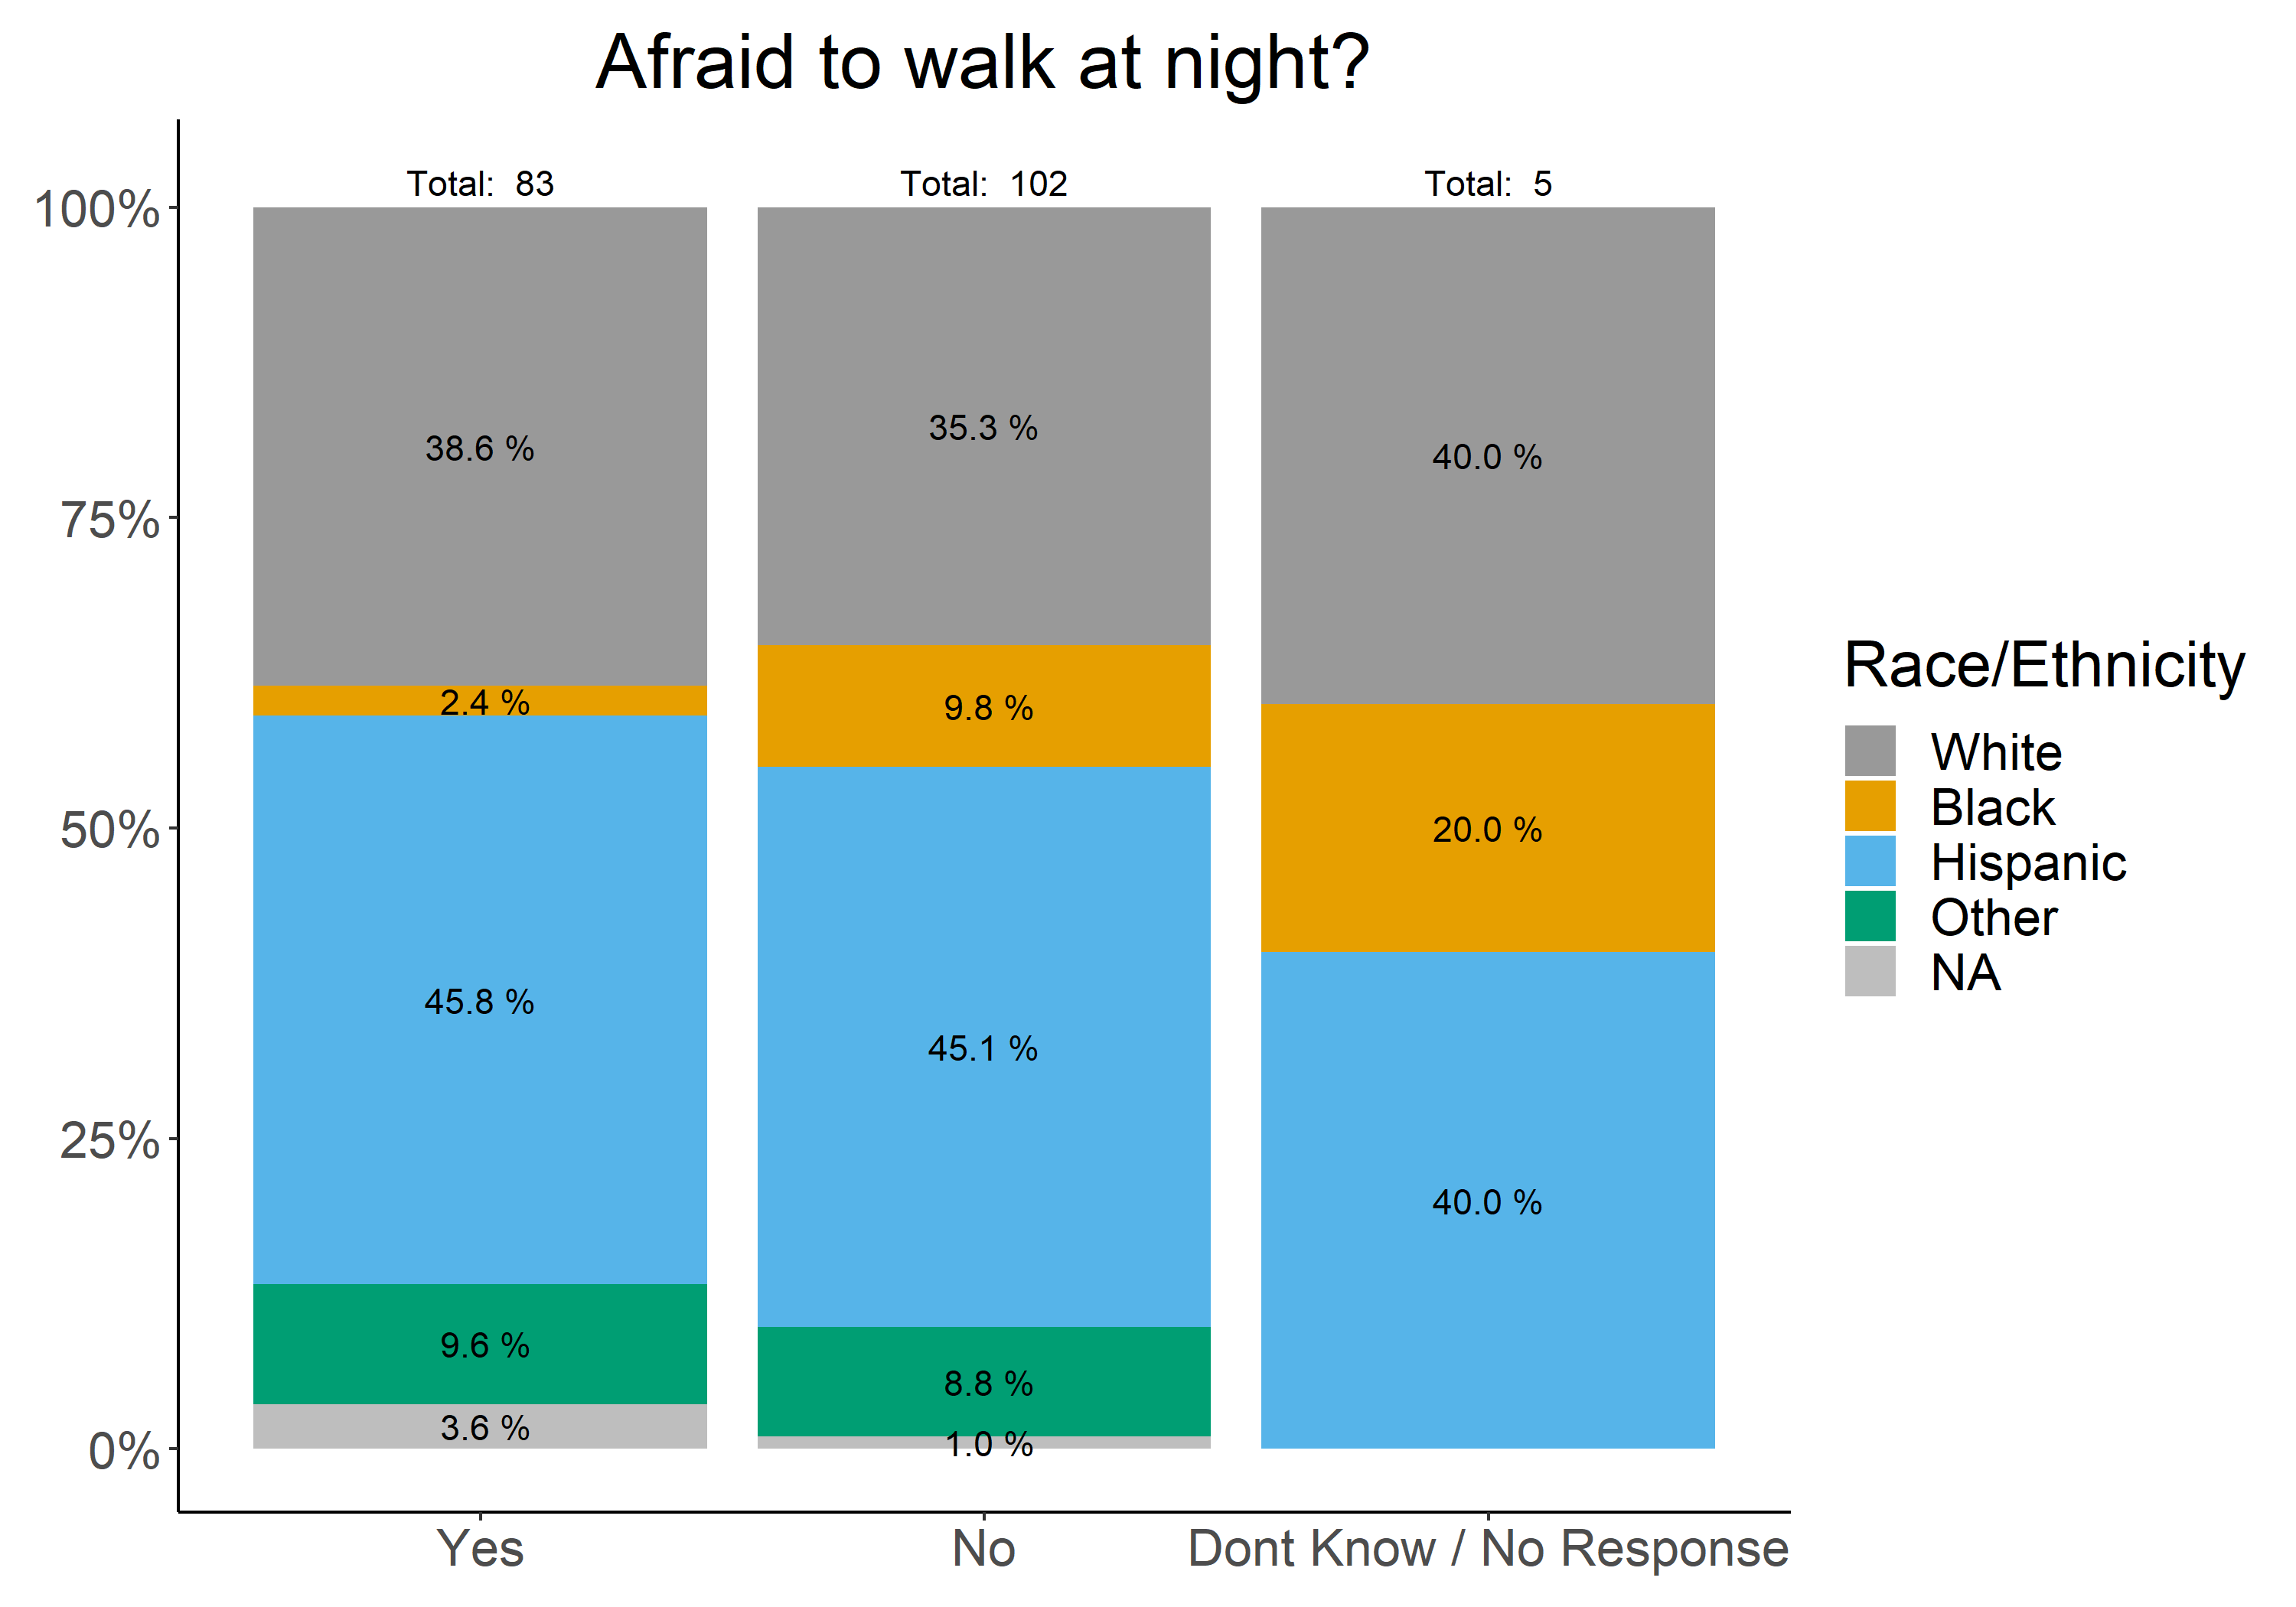 Afraid to walk at night?
Total: 83
Total: 102
Total: 5
100%
75%
50%
25%
0%
38.6 %
2.4 %
45.8 %
9.6 %
3.6 %
35.3 %
9.8 %
45.1 %
8.8 %
1.0 %
40.0 %
20.0 %
40.0 %
Yes
No
Dont Know / No Response
Race/Ethnicity
White
Black
Hispanic
Other
NA